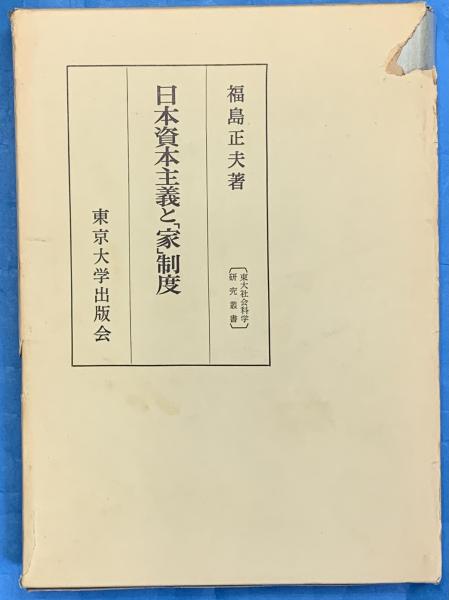 福島正夫著
〔東大社会科学
研究叢書〕
日本資本主義と「家」制度
東京大学出版会